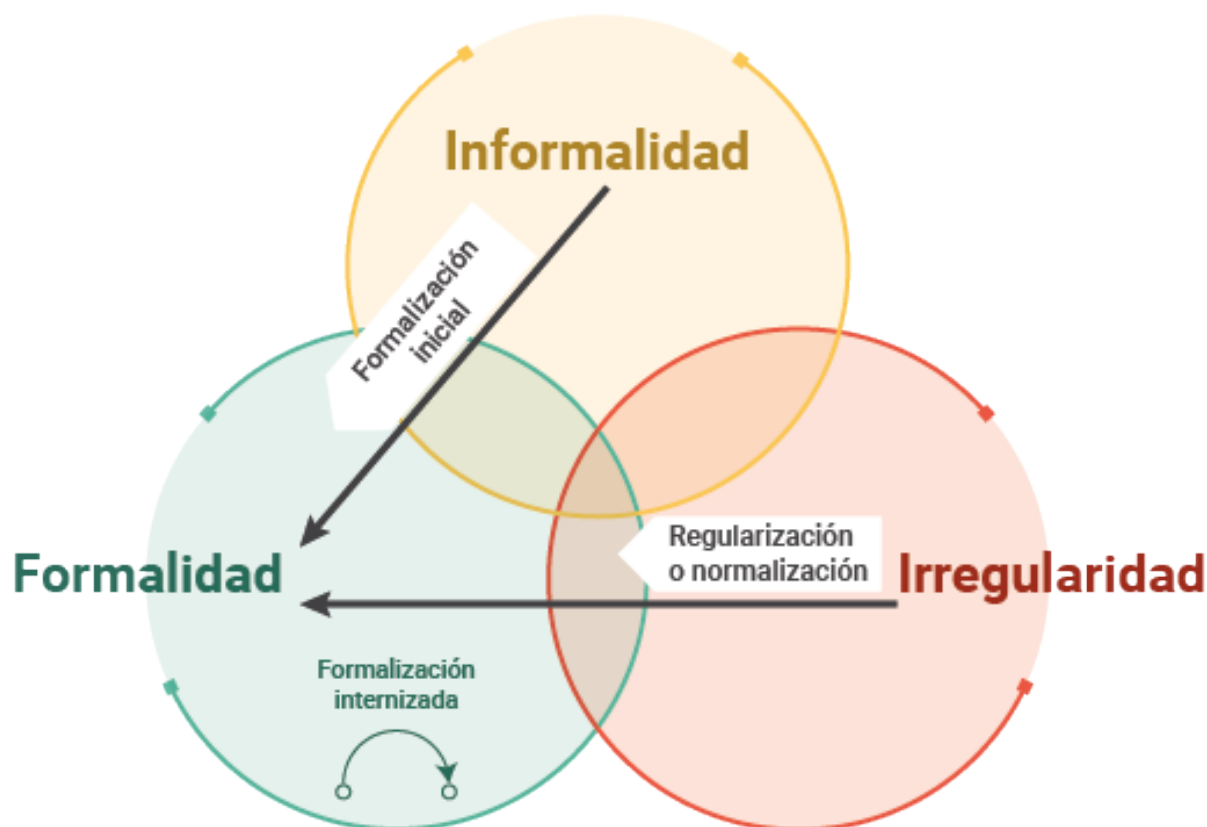 Informalidad
Formalización
inicial
Regularización
o normalización
Formalidad
Irregularidad
Formalización
internizada